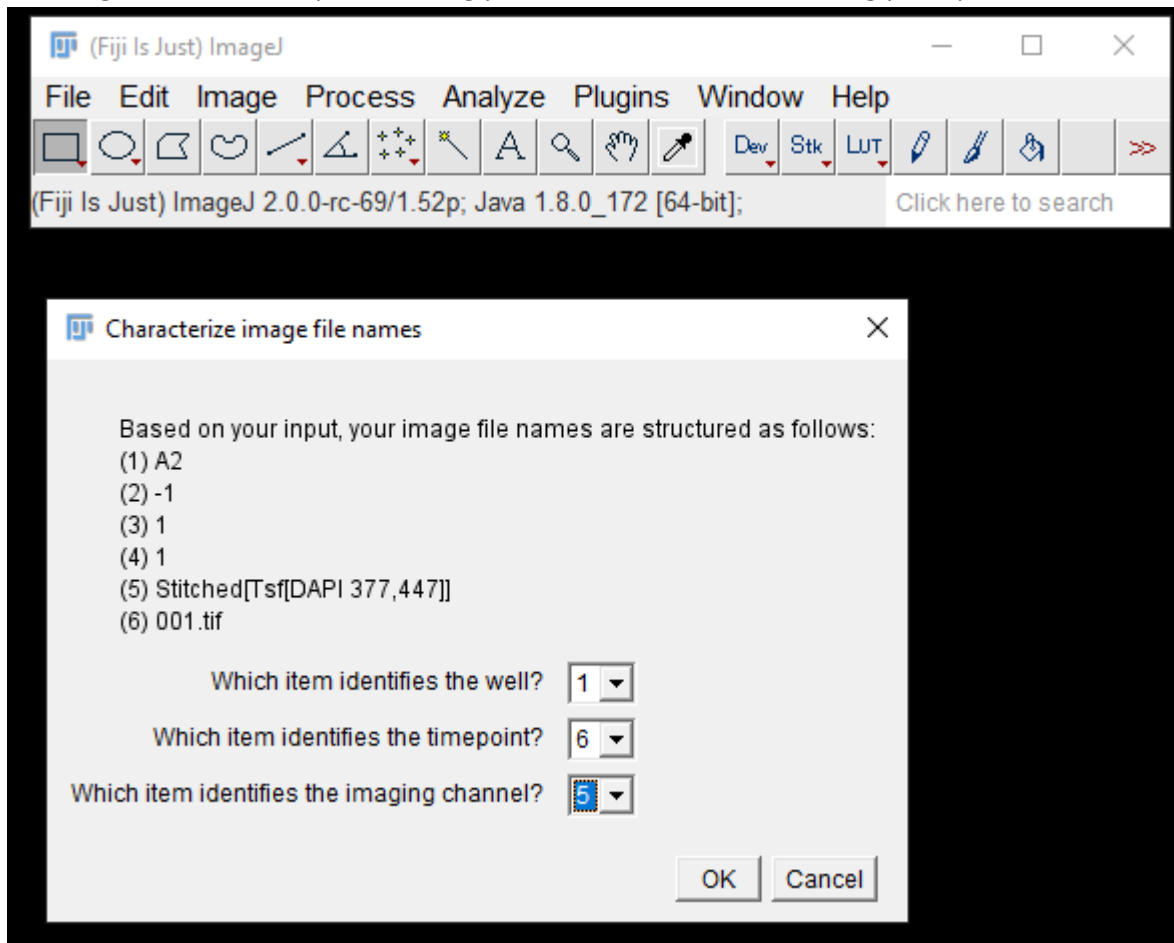 (Fiji Is Just) ImageJ
File Edit Image Process Analyze Plugins Window Help
A Dev Stk LUT >>
(Fiji Is Just) ImageJ 2.0.0-rc-69/1.52p; Java 1.8.0_172 [64-bit]; Click here to search
Characterize image file names
Based on your input, your image file names are structured as follows:
(1) A2
(2) -1
(3) 1
(4) 1
(5) Stitched[Tsf[DAPI 377,447]]
(6) 001.tif
Which item identifies the well? 1
Which item identifies the timepoint? 6
Which item identifies the imaging channel? 5
OK Cancel